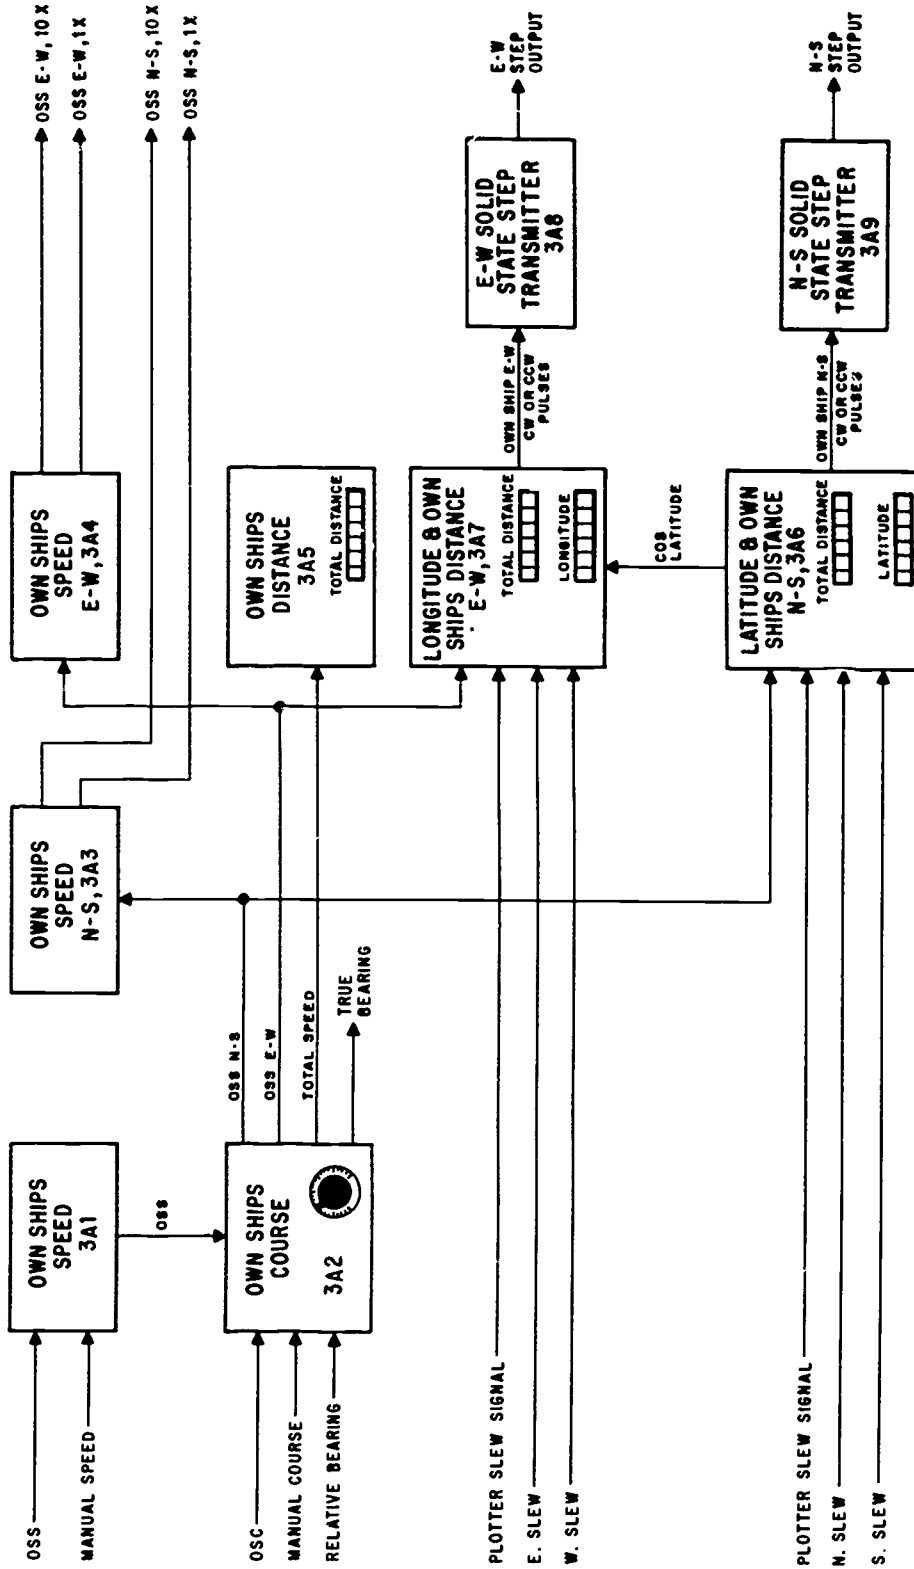 OSS
MANUAL SPEED
OWN SHIPS
SPEED
3A1
OSS
OSC
MANUAL COURSE
RELATIVE BEARING
OWN SHIPS
COURSE
3A2
OSS N-S
OSS E-W
TOTAL SPEED
TRUE
BEARING
OWN SHIPS
SPEED
N-S, 3A3
OWN SHIPS
SPEED
E-W, 3A4
OSS E-W, 10X
OSS E-W, 1X
OSS N-S, 10X
OSS N-S, 1X
OWN SHIPS
DISTANCE
3A5
TOTAL DISTANCE
PLOTTER SLEW SIGNAL
E. SLEW
W. SLEW
LONGITUDE & OWN
SHIPS DISTANCE
E-W, 3A7
TOTAL DISTANCE
LONGITUDE
OWN SHIP E-W
CW OR CCW
PULSES
E-W SOLID
STATE STEP
TRANSMITTER
3A8
E-W
STEP
OUTPUT
COS
LATITUDE
PLOTTER SLEW SIGNAL
N. SLEW
S. SLEW
LATITUDE & OWN
SHIPS DISTANCE
N-S, 3A6
TOTAL DISTANCE
LATITUDE
OWN SHIP N-S
CW OR CCW
PULSES
N-S SOLID
STATE STEP
TRANSMITTER
3A9
N-S
STEP
OUTPUT